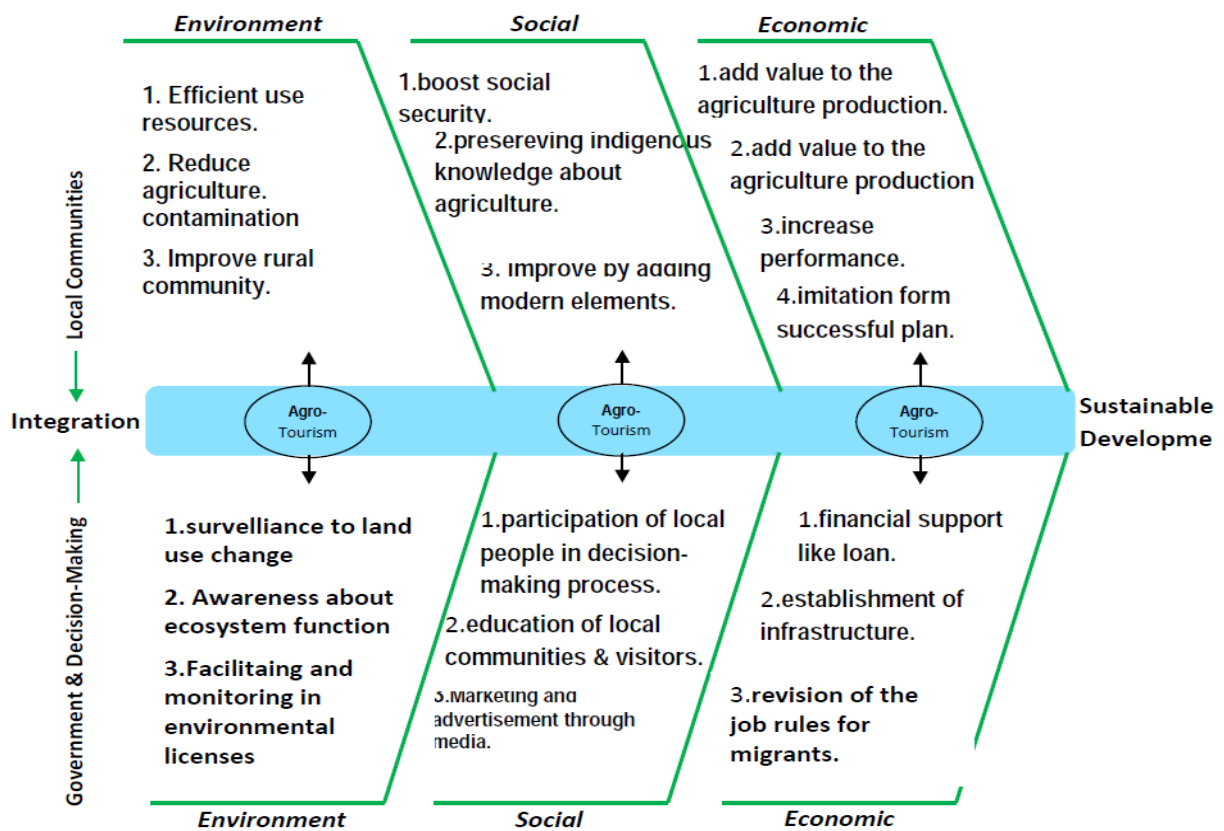 Environment
Social
Economic
1. Efficient use
resources.
2. Reduce
agriculture.
contamination
3. Improve rural
community.
1.boost social
security.
2.presereving indigenous
knowledge about
agriculture.
3. Improve by adding
modern elements.
1.add value to the
agriculture production.
2.add value to the
agriculture production
3.increase
performance.
4.imitation form
successful plan.
Local Communities
Integration
Agro-
Tourism
Agro-
Tourism
Agro-
Tourism
Sustainable
Developme
Government & Decision-Making
1.survelliance to land
use change
2. Awareness about
ecosystem function
3.Facilitaing and
monitoring in
environmental
licenses
1.participation of local
people in decision-
making process.
2.education of local
communities & visitors.
3.Marketing and
advertisement through
media.
1.financial support
like loan.
2.establishment of
infrastructure.
3.revision of the
job rules for
migrants.
Environment
Social
Economic